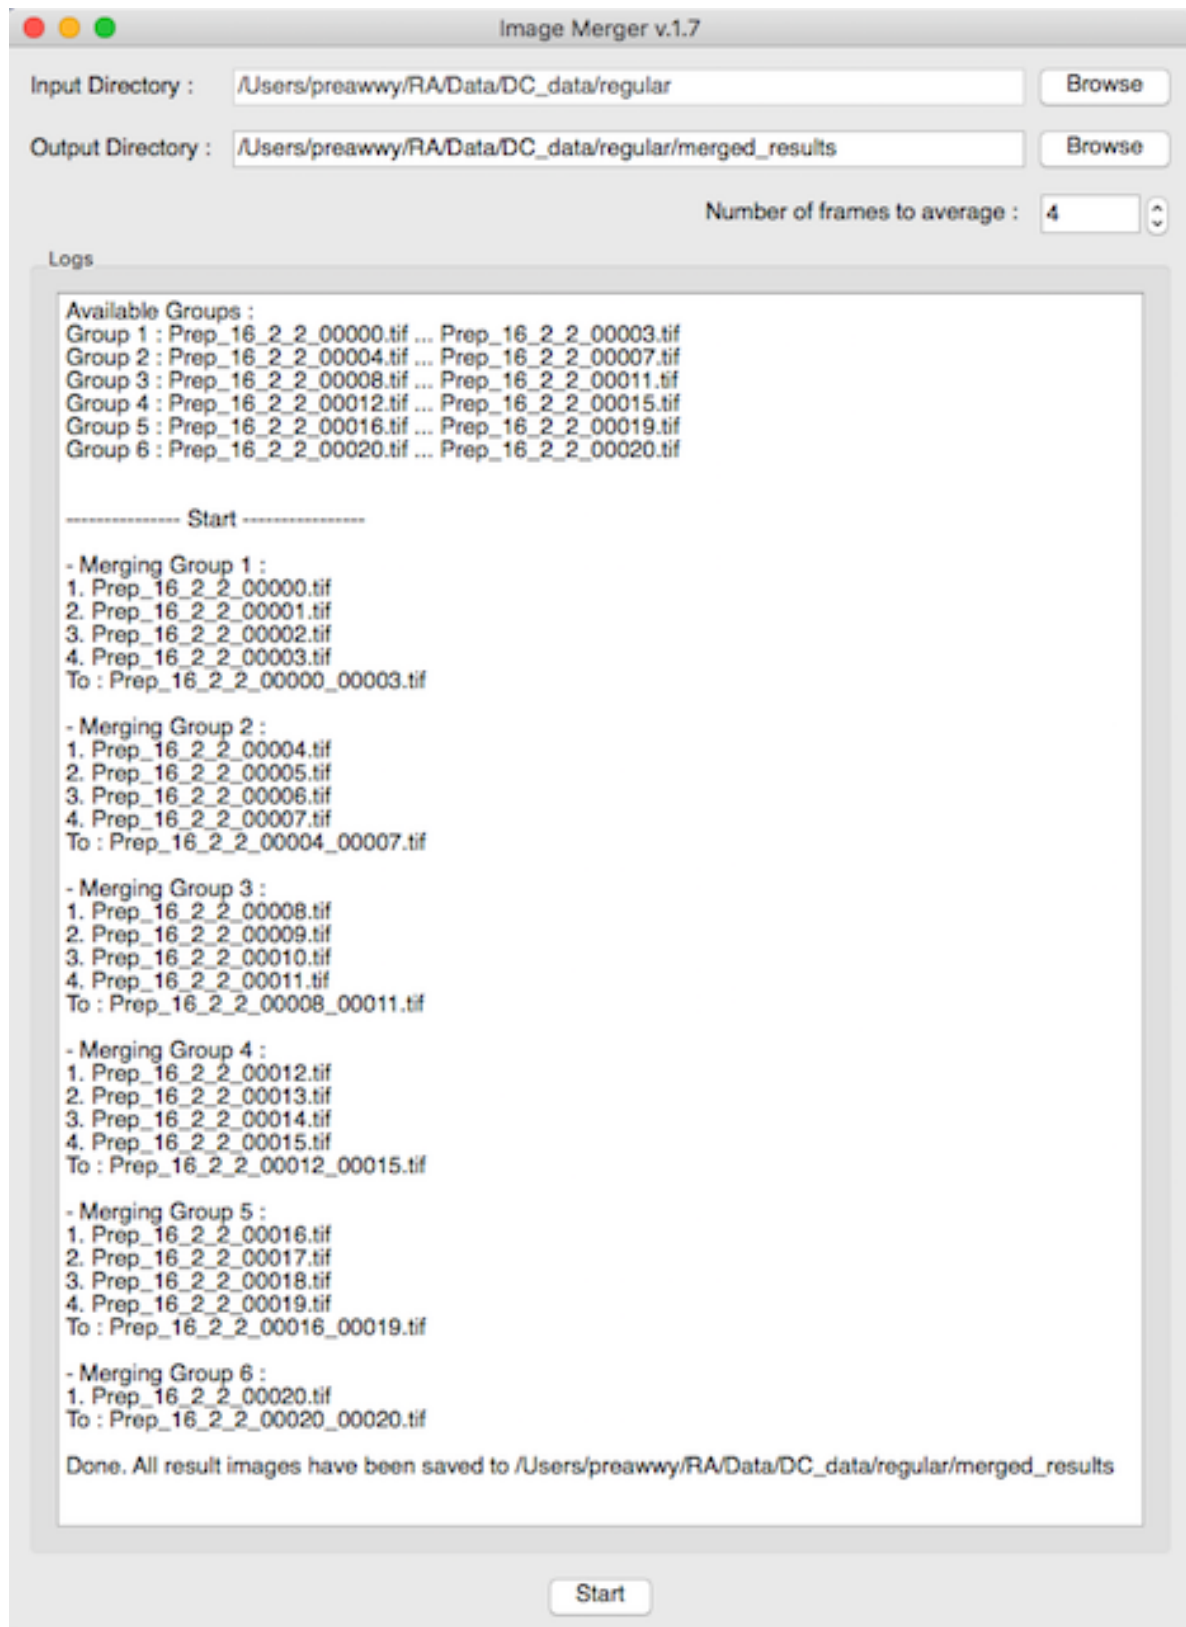 Image Merger v.1.7
Input Directory : /Users/preawwy/RA/Data/DC_data/regular Browse
Output Directory : /Users/preawwy/RA/Data/DC_data/regular/merged_results Browse
Number of frames to average : 4
Logs
Available Groups :
Group 1 : Prep_16_2_2_00000.tif ... Prep_16_2_2_00003.tif
Group 2 : Prep_16_2_2_00004.tif ... Prep_16_2_2_00007.tif
Group 3 : Prep_16_2_2_00008.tif ... Prep_16_2_2_00011.tif
Group 4 : Prep_16_2_2_00012.tif ... Prep_16_2_2_00015.tif
Group 5 : Prep_16_2_2_00016.tif ... Prep_16_2_2_00019.tif
Group 6 : Prep_16_2_2_00020.tif ... Prep_16_2_2_00020.tif
--------------- Start ----------------
- Merging Group 1 :
1. Prep_16_2_2_00000.tif
2. Prep_16_2_2_00001.tif
3. Prep_16_2_2_00002.tif
4. Prep_16_2_2_00003.tif
To : Prep_16_2_2_00000_00003.tif
- Merging Group 2 :
1. Prep_16_2_2_00004.tif
2. Prep_16_2_2_00005.tif
3. Prep_16_2_2_00006.tif
4. Prep_16_2_2_00007.tif
To : Prep_16_2_2_00004_00007.tif
- Merging Group 3 :
1. Prep_16_2_2_00008.tif
2. Prep_16_2_2_00009.tif
3. Prep_16_2_2_00010.tif
4. Prep_16_2_2_00011.tif
To : Prep_16_2_2_00008_00011.tif
- Merging Group 4 :
1. Prep_16_2_2_00012.tif
2. Prep_16_2_2_00013.tif
3. Prep_16_2_2_00014.tif
4. Prep_16_2_2_00015.tif
To : Prep_16_2_2_00012_00015.tif
- Merging Group 5 :
1. Prep_16_2_2_00016.tif
2. Prep_16_2_2_00017.tif
3. Prep_16_2_2_00018.tif
4. Prep_16_2_2_00019.tif
To : Prep_16_2_2_00016_00019.tif
- Merging Group 6 :
1. Prep_16_2_2_00020.tif
To : Prep_16_2_2_00020_00020.tif
Done. All result images have been saved to /Users/preawwy/RA/Data/DC_data/regular/merged_results
Start